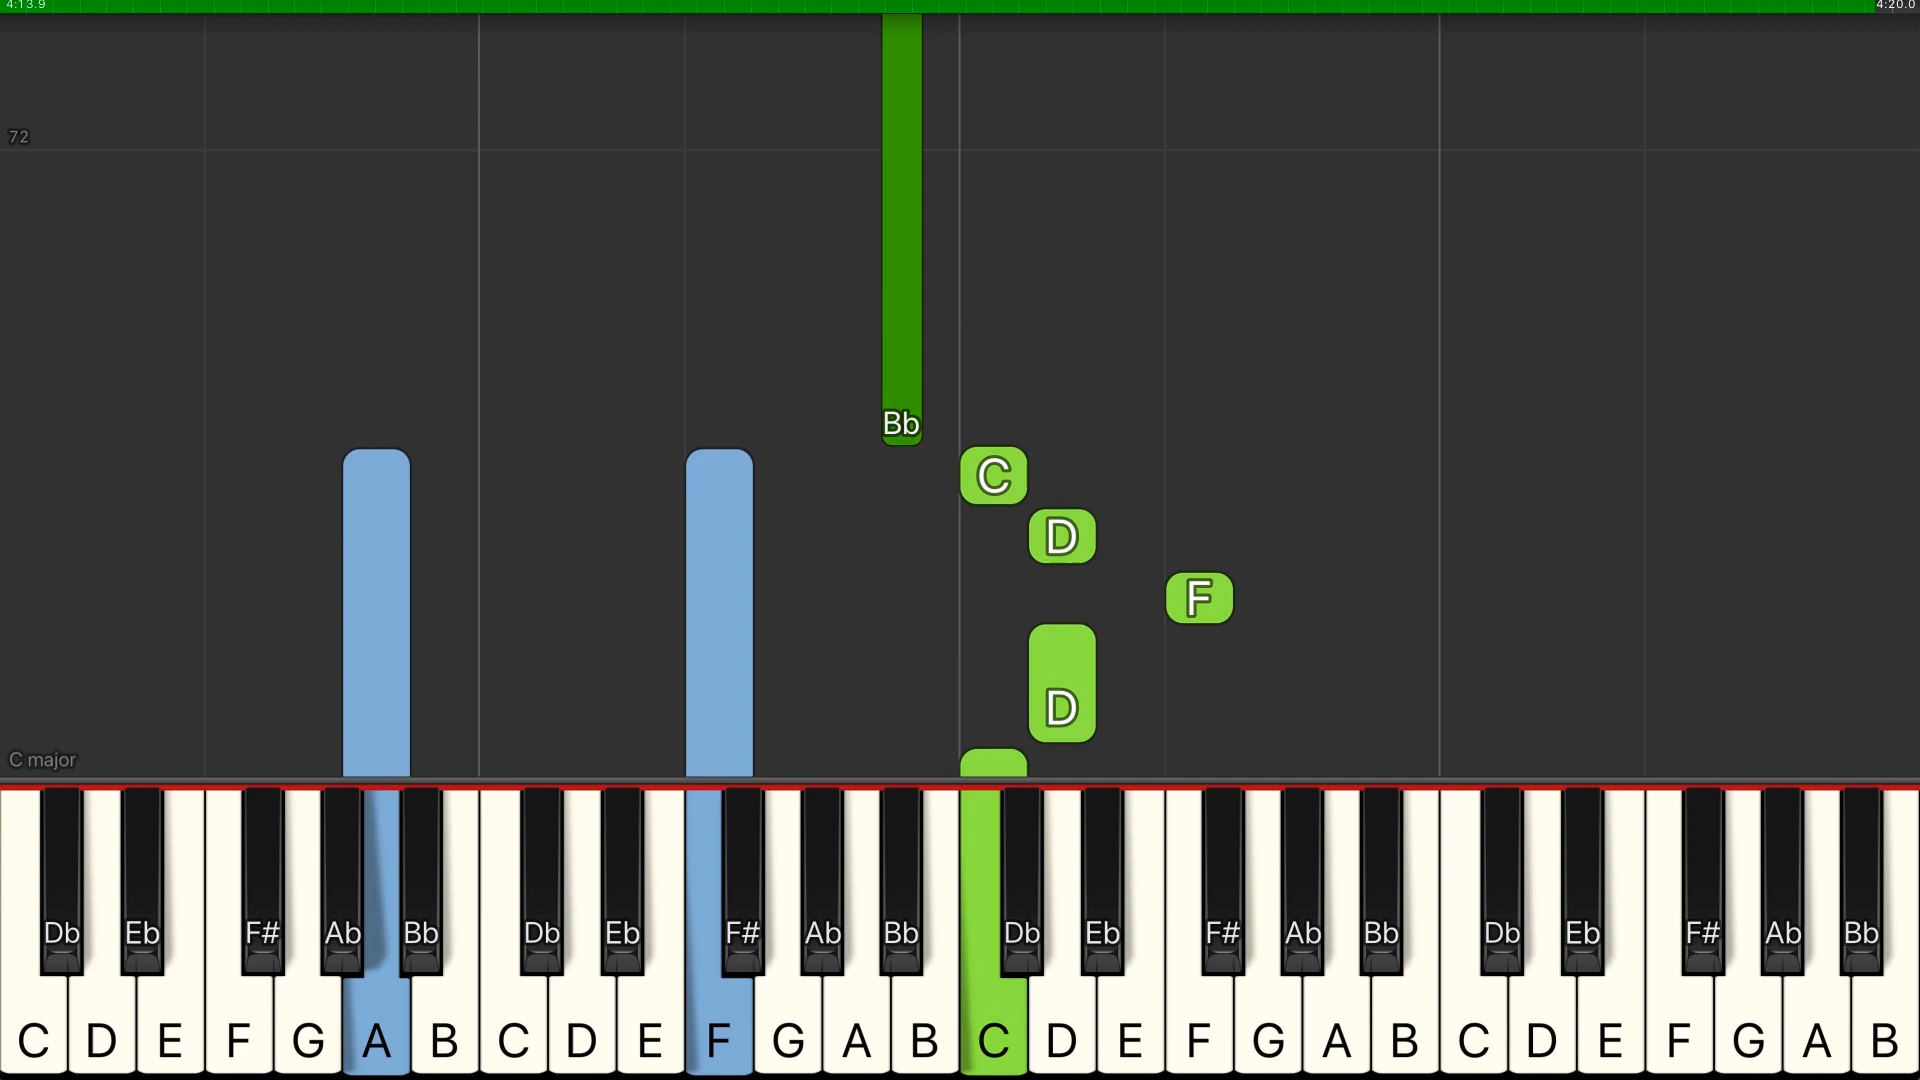 4:13.9 4:20.0
72
Bb
C
D
F
D
C major
Db Eb F# Ab Bb Db Eb F# Ab Bb Db Eb F# Ab Bb Db Eb F# Ab Bb
C D E F G A B C D E F G A B C D E F G A B C D E F G A B